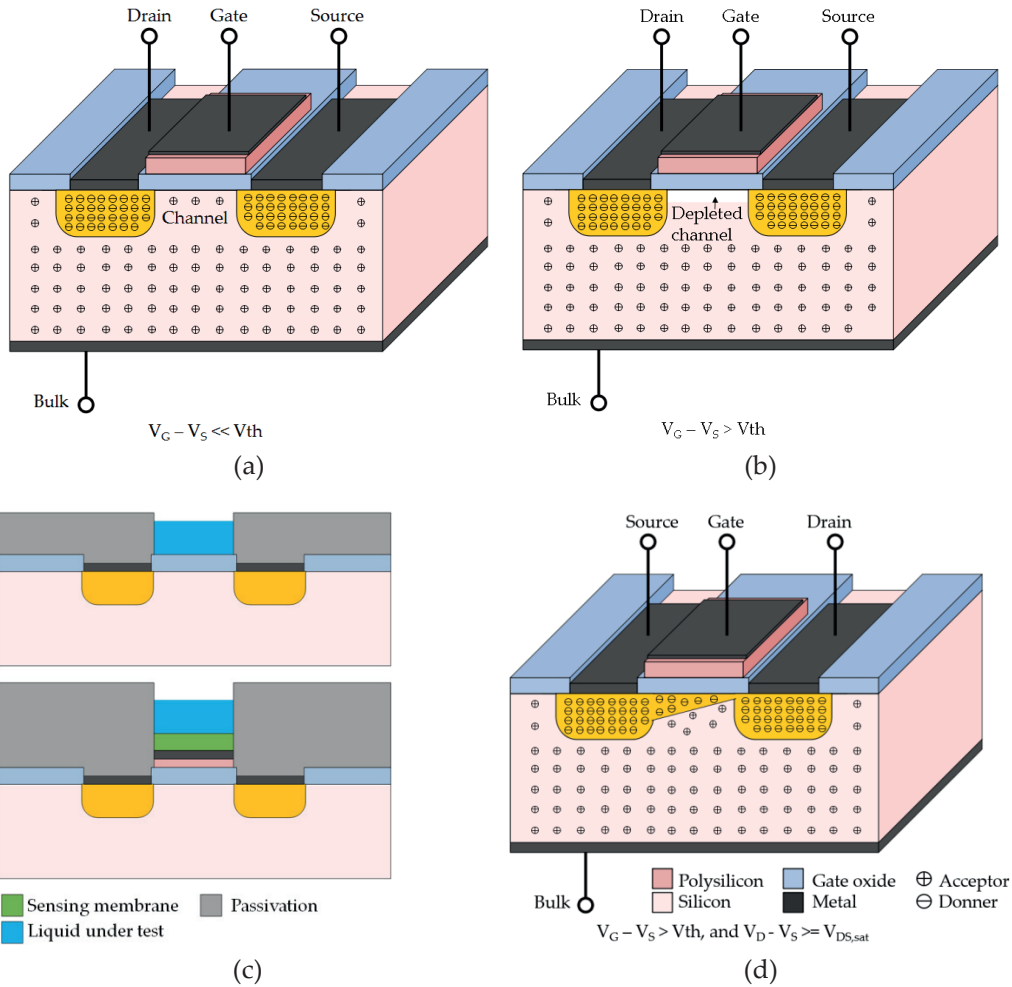 Drain Gate Source
Channel
Bulk
V_G – V_S << Vth
(a)
Drain Gate Source
Depleted
channel
Bulk
V_G – V_S > Vth
(b)
Sensing membrane
Passivation
Liquid under test
(c)
Source Gate Drain
Bulk
Polysilicon
Gate oxide
Acceptor
Silicon
Metal
Donner
V_G – V_S > Vth, and V_D - V_S >= V_DS,sat
(d)